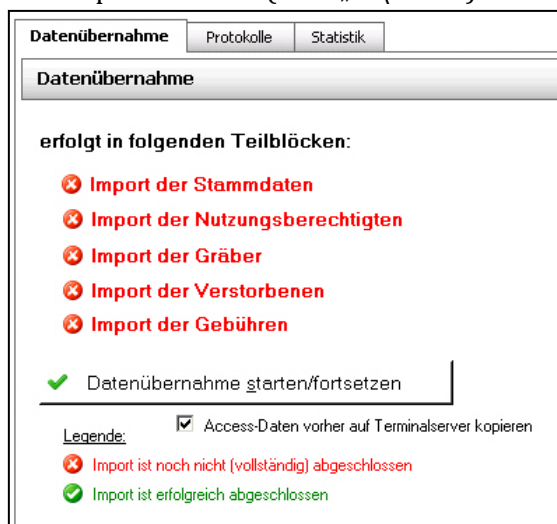 Datenübernahme Protokolle Statistik
Datenübernahme
erfolgt in folgenden Teilblöcken:
Import der Stammdaten
Import der Nutzungsberechtigten
Import der Gräber
Import der Verstorbenen
Import der Gebühren
Datenübernahme starten/fortsetzen
Access-Daten vorher auf Terminalserver kopieren
Legende:
Import ist noch nicht (vollständig) abgeschlossen
Import ist erfolgreich abgeschlossen